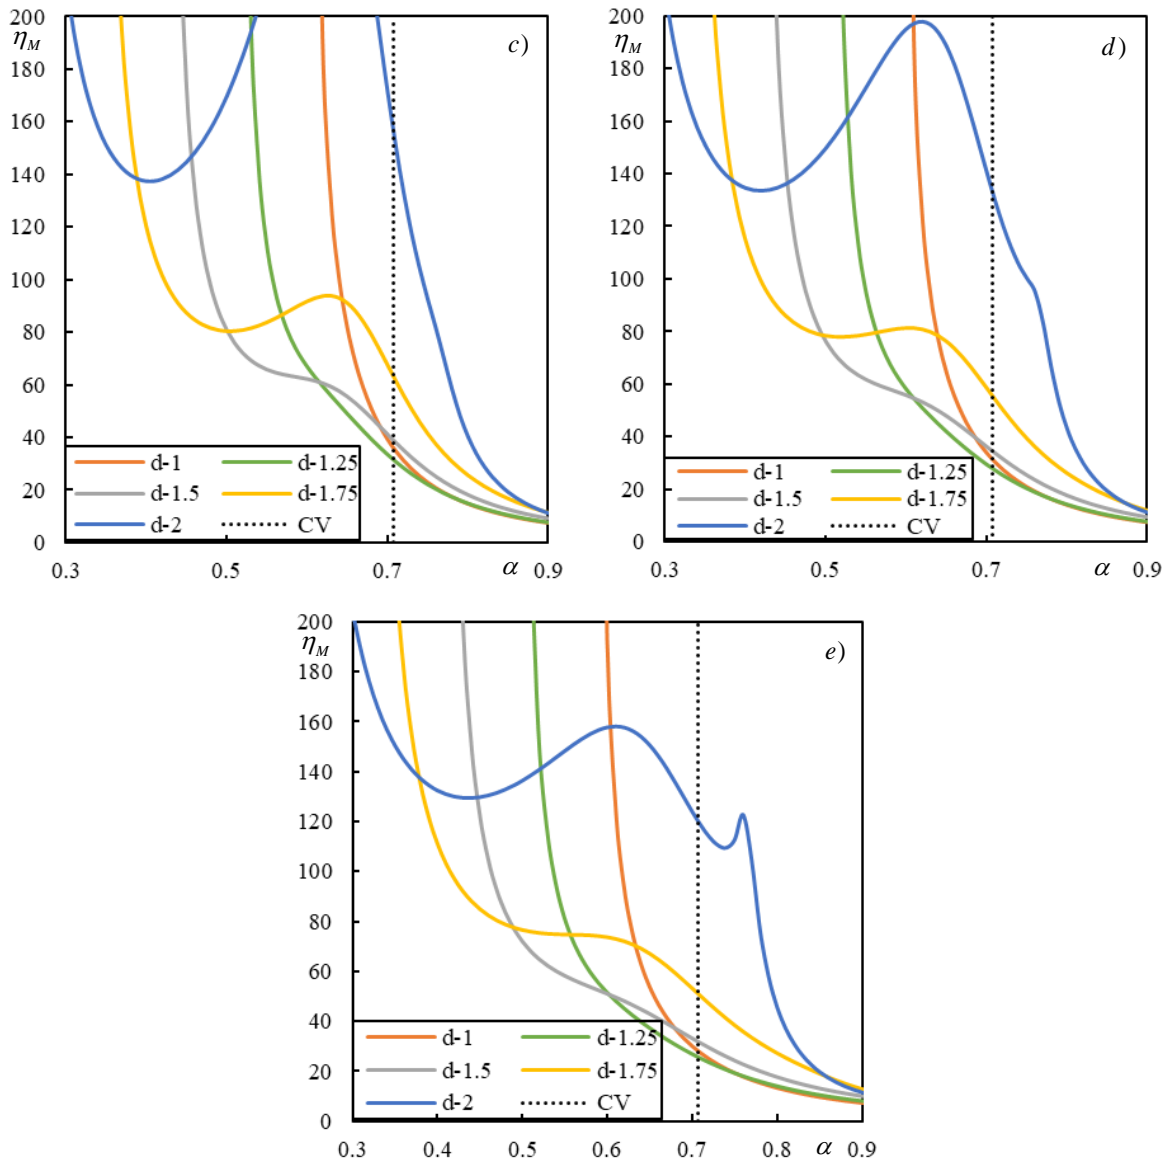 200 η_M c) 200 η_M d)
180 180
160 160
140 140
120 120
100 100
80 80
60 60
40 40
d-1 d-1.25 d-1 d-1.25
20 d-1.5 d-1.75 20 d-1.5 d-1.75
d-2 CV d-2 CV
0 0
0.3 0.5 0.7 α 0.9 0.3 0.5 0.7 α 0.9
200 η_M e)
180
160
140
120
100
80
60
40
d-1 d-1.25
20 d-1.5 d-1.75
d-2 CV
0
0.3 0.4 0.5 0.6 0.7 0.8 α 0.9